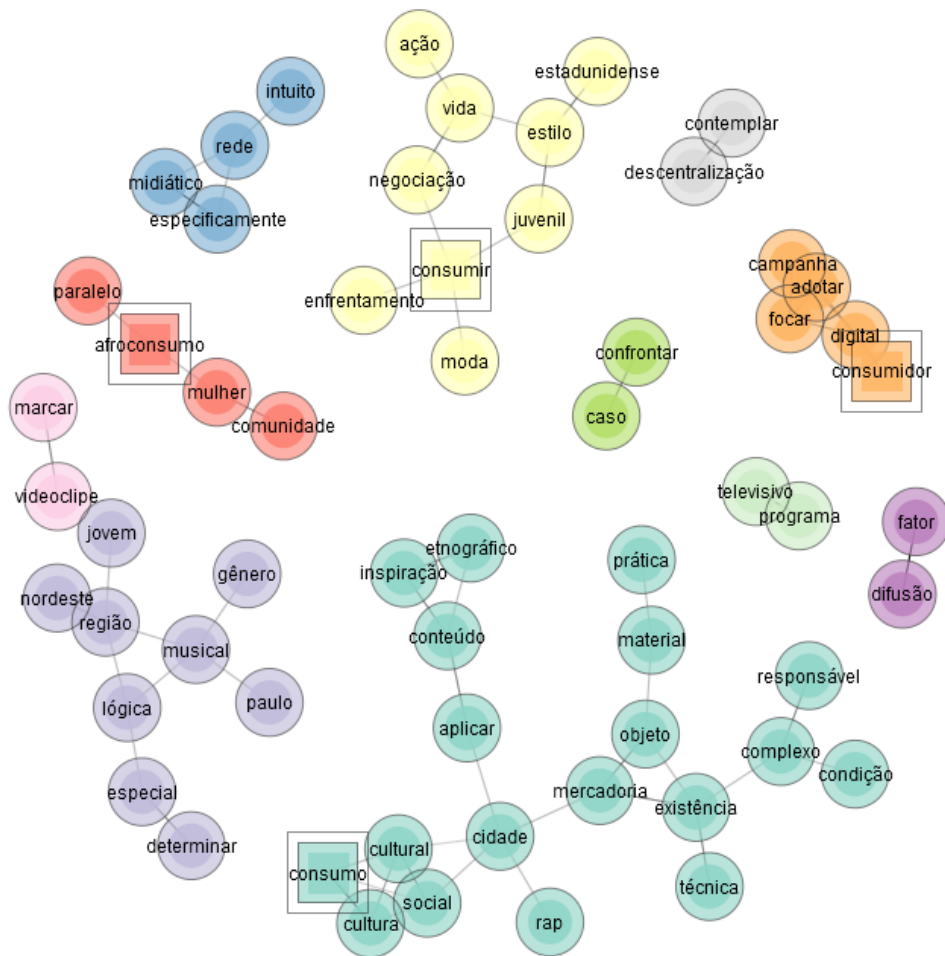 ação
estadunidense
intuito
vida
estilo
contemplar
rede
descentralização
midiático
negociação
especificamente
juvenil
consumir
campanha
adotar
paralelo
enfrentamento
focar
digital
afroconsumo
confrontar
moda
consumidor
mulher
marcar
caso
comunidade
videoclipe
televisivo
programa
fator
jovem
etnográfico
prática
gênero
inspiração
nordeste
difusão
região
conteúdo
material
musical
responsável
lógica
paulo
aplicar
objeto
complexo
condição
especial
mercadoria
existência
determinar
cultural
cidade
consumo
técnica
social
cultura
rap